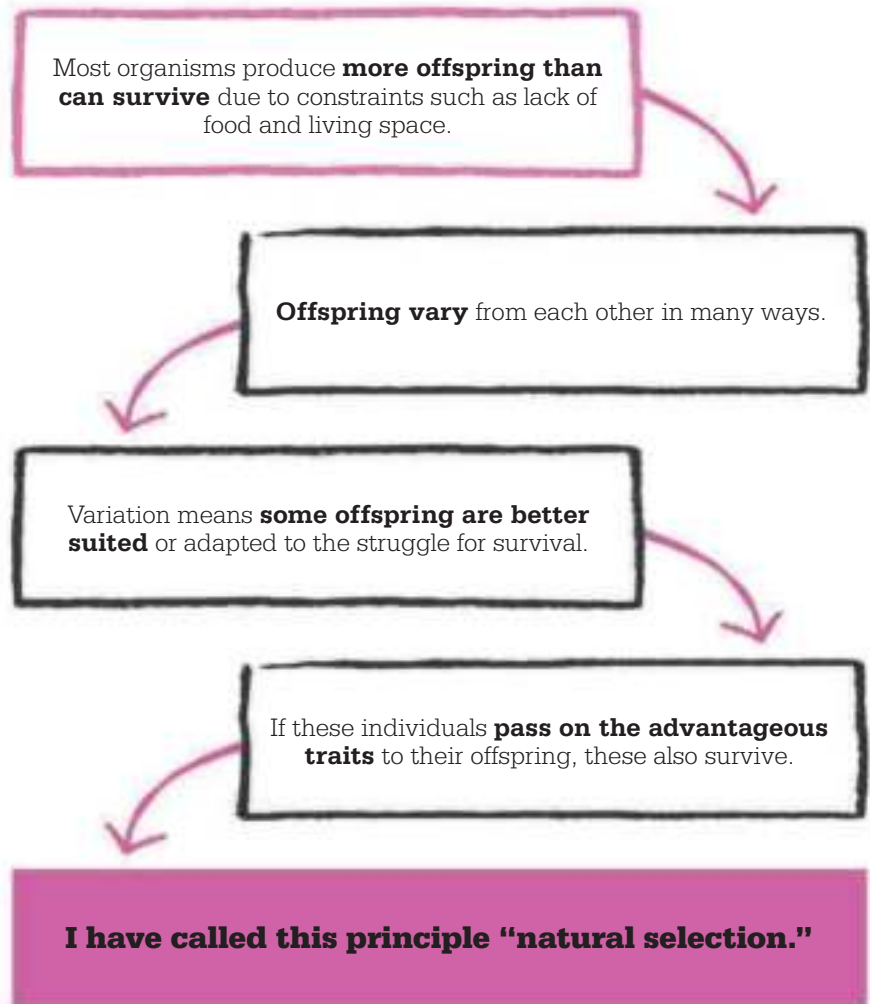 Most organisms produce more offspring than
can survive due to constraints such as lack of
food and living space.
Offspring vary from each other in many ways.
Variation means some offspring are better
suited or adapted to the struggle for survival.
If these individuals pass on the advantageous
traits to their offspring, these also survive.
I have called this principle “natural selection.”